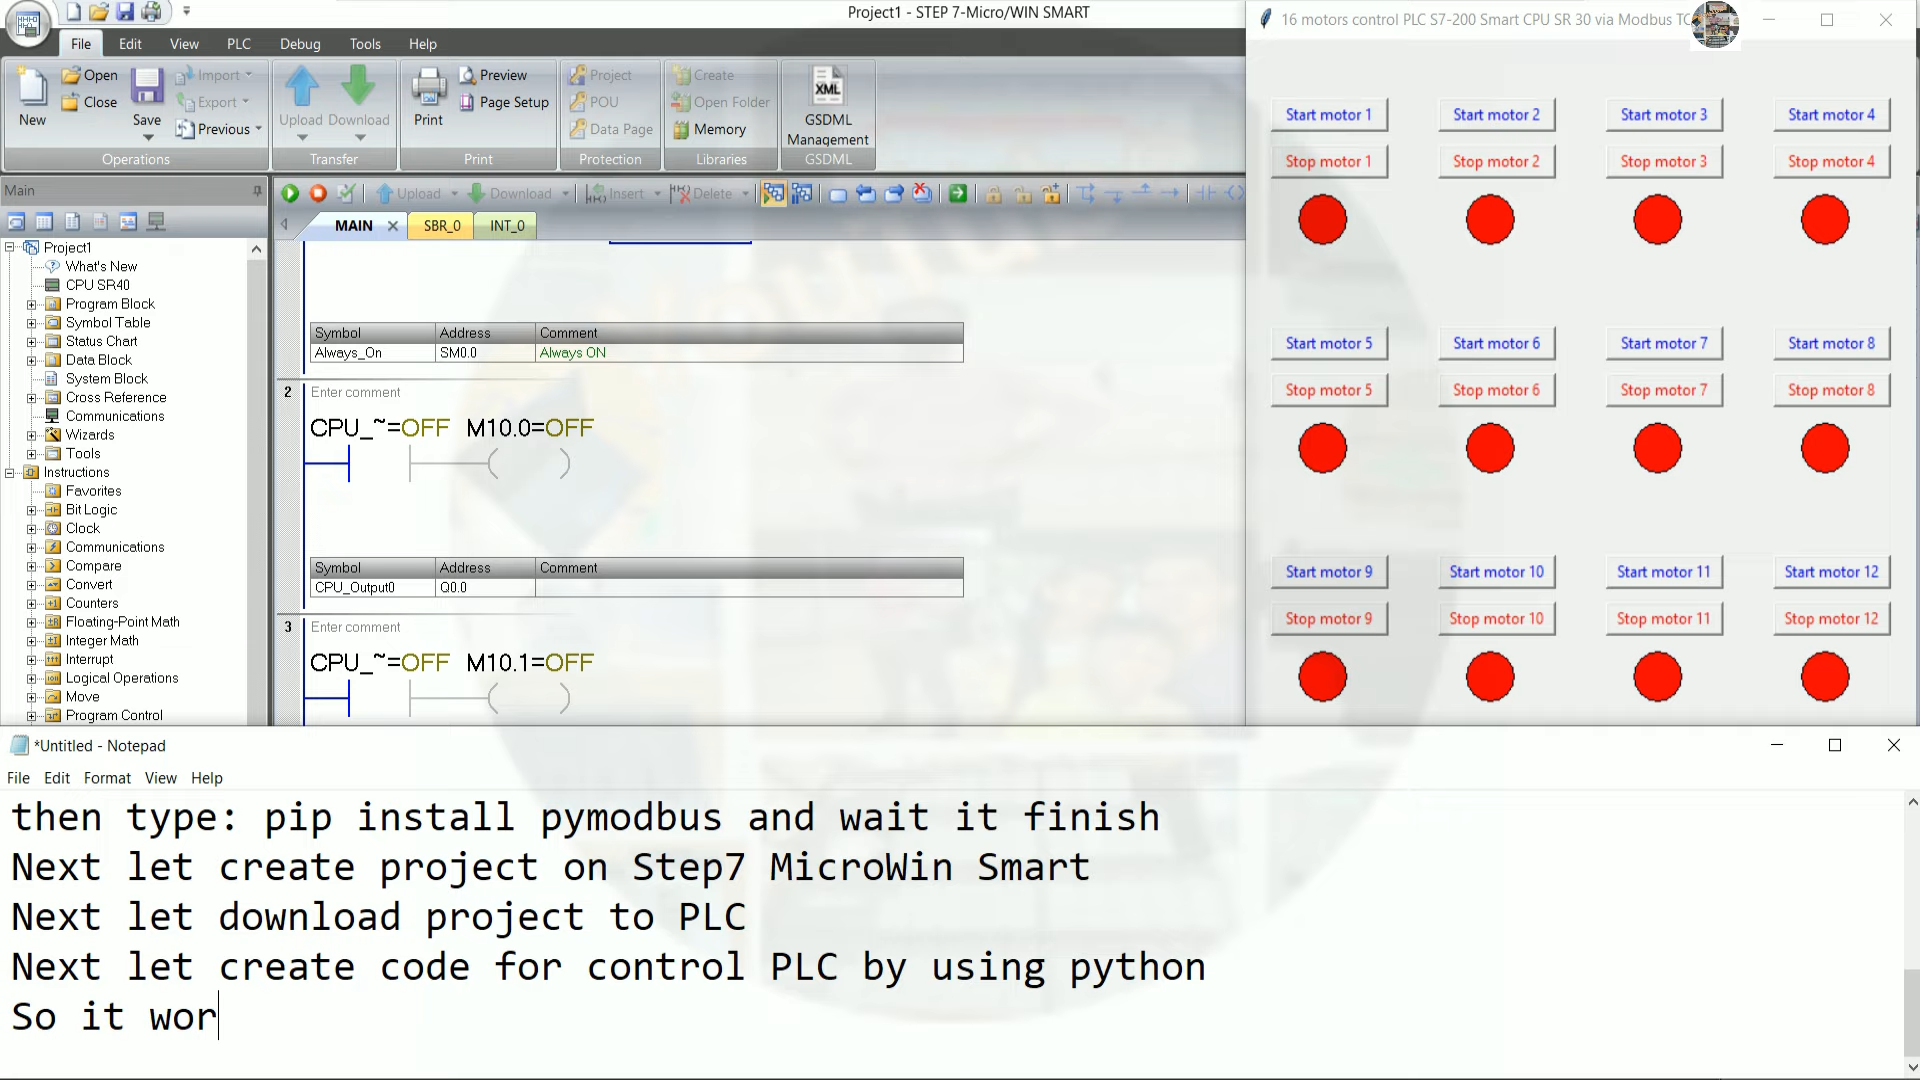 Project1 - STEP 7-Micro/WIN SMART
File Edit View PLC Debug Tools Help
New
Open
Close
Save
Import
Export
Previous
Operations
Upload Download
Transfer
Print
Preview
Page Setup
Print
Project
POU
Data Page
Protection
Create
Open Folder
Memory
Libraries
XML
GSDML
Management
GSDML
Main
Upload Download Insert Delete
MAIN SBR_0 INT_0
Project1
What's New
CPU SR40
Program Block
Symbol Table
Status Chart
Data Block
System Block
Cross Reference
Communications
Wizards
Tools
Instructions
Favorites
Bit Logic
Clock
Communications
Compare
Convert
Counters
Floating-Point Math
Integer Math
Interrupt
Logical Operations
Move
Program Control
Symbol Address Comment
Always_On SM0.0 Always ON
2 Enter comment
CPU_~=OFF M10.0=OFF
Symbol Address Comment
CPU_Output0 Q0.0
3 Enter comment
CPU_~=OFF M10.1=OFF
16 motors control PLC S7-200 Smart CPU SR 30 via Modbus TC
Start motor 1 Start motor 2 Start motor 3 Start motor 4
Stop motor 1 Stop motor 2 Stop motor 3 Stop motor 4
Start motor 5 Start motor 6 Start motor 7 Start motor 8
Stop motor 5 Stop motor 6 Stop motor 7 Stop motor 8
Start motor 9 Start motor 10 Start motor 11 Start motor 12
Stop motor 9 Stop motor 10 Stop motor 11 Stop motor 12
*Untitled - Notepad
File Edit Format View Help
then type: pip install pymodbus and wait it finish
Next let create project on Step7 MicroWin Smart
Next let download project to PLC
Next let create code for control PLC by using python
So it wor